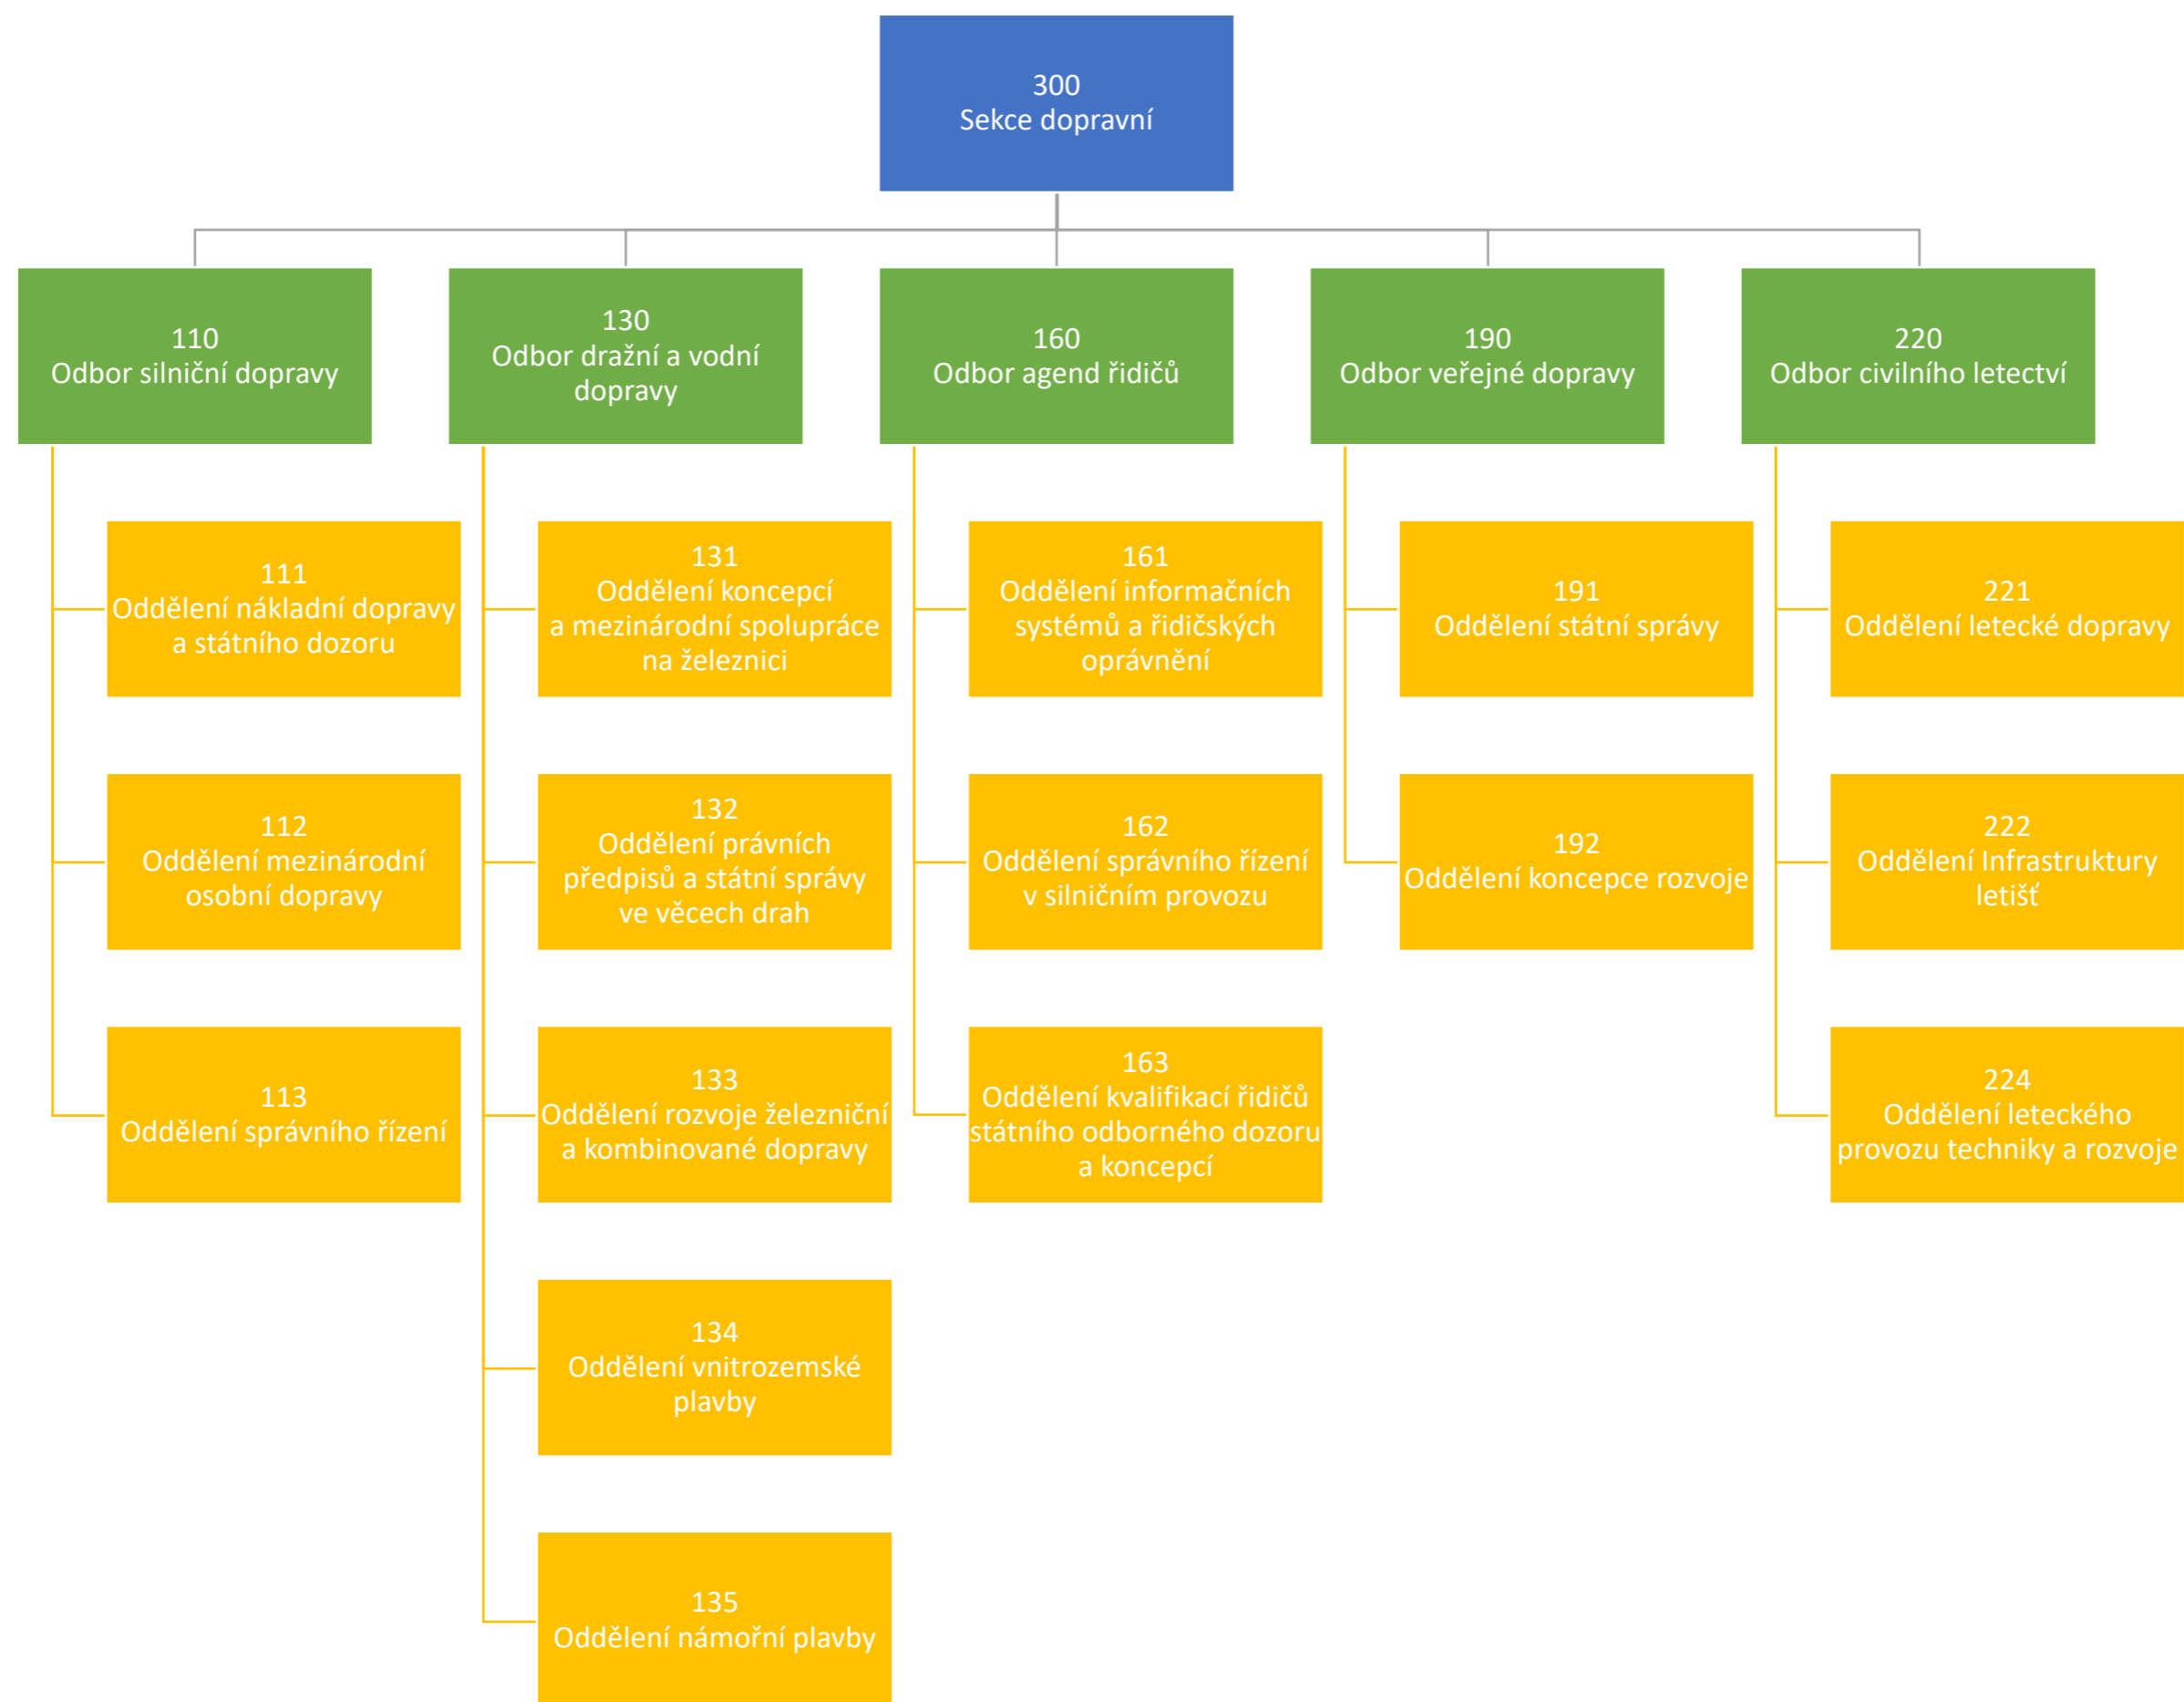 300
Sekce dopravní
110
Odbor silniční dopravy
130
Odbor dražní a vodní
dopravy
160
Odbor agend řidičů
190
Odbor veřejné dopravy
220
Odbor civilního letectví
111
Oddělení nákladní dopravy
a státního dozoru
131
Oddělení koncepcí
a mezinárodní spolupráce
na železnici
161
Oddělení informačních
systémů a řidičských
oprávnění
191
Oddělení státní správy
221
Oddělení letecké dopravy
112
Oddělení mezinárodní
osobní dopravy
132
Oddělení právních
předpisů a státní správy
ve věcech drah
162
Oddělení správního řízení
v silničním provozu
192
Oddělení koncepce rozvoje
222
Oddělení Infrastruktury
letišť
113
Oddělení správního řízení
133
Oddělení rozvoje železniční
a kombinované dopravy
163
Oddělení kvalifikací řidičů
státního odborného dozoru
a koncepcí
224
Oddělení leteckého
provozu techniky a rozvoje
134
Oddělení vnitrozemské
plavby
135
Oddělení námořní plavby